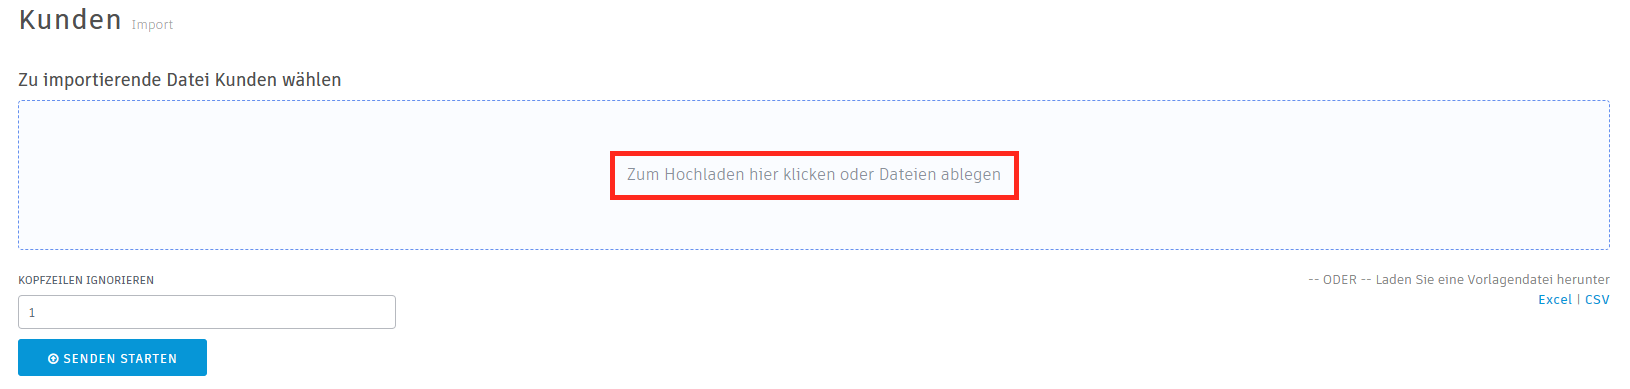 Kunden Import
Zu importierende Datei Kunden wählen
Zum Hochladen hier klicken oder Dateien ablegen
KOPFZEILEN IGNORIEREN
-- ODER -- Laden Sie eine Vorlagendatei herunter
Excel | CSV
1
SENDEN STARTEN